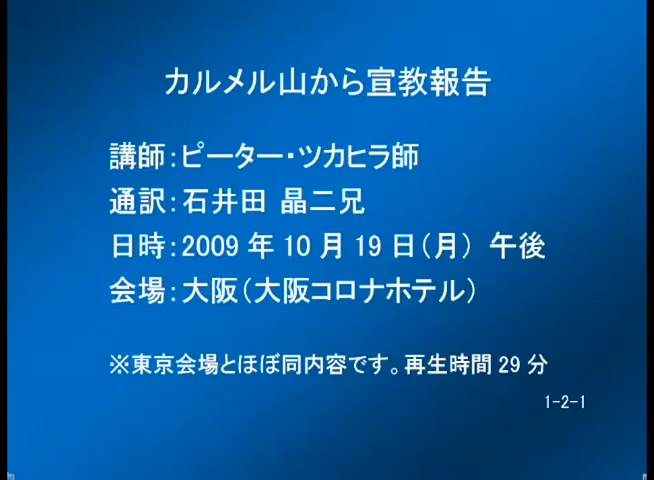 カルメル山から宣教報告
講師：ピーター・ツカヒラ師
通訳：石井田 晶二兄
日時：2009 年 10 月 19 日（月） 午後
会場：大阪（大阪コロナホテル）
※東京会場とほぼ同内容です。再生時間 29 分
1-2-1